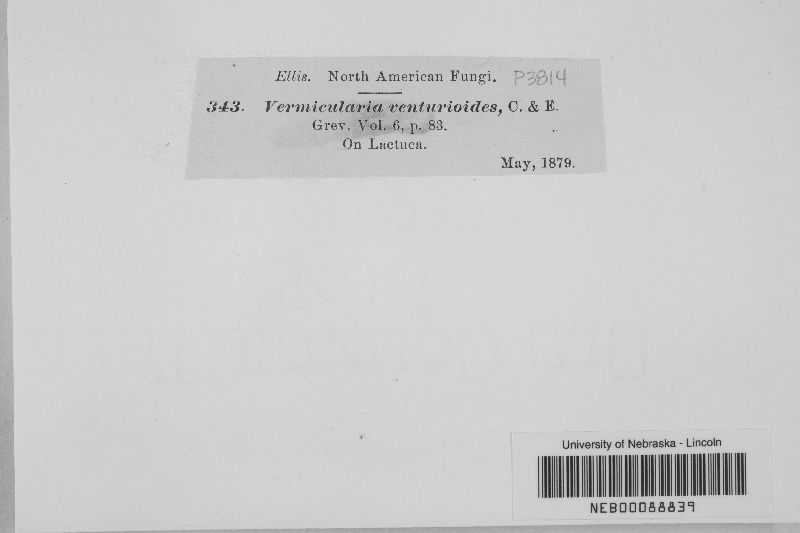 Ellis. North American Fungi. P3814
343. Vermicularia venturioides, C. & E.
Grev. Vol. 6, p. 83.
On Lactuca.
May, 1879.
University of Nebraska - Lincoln
NEB00088839